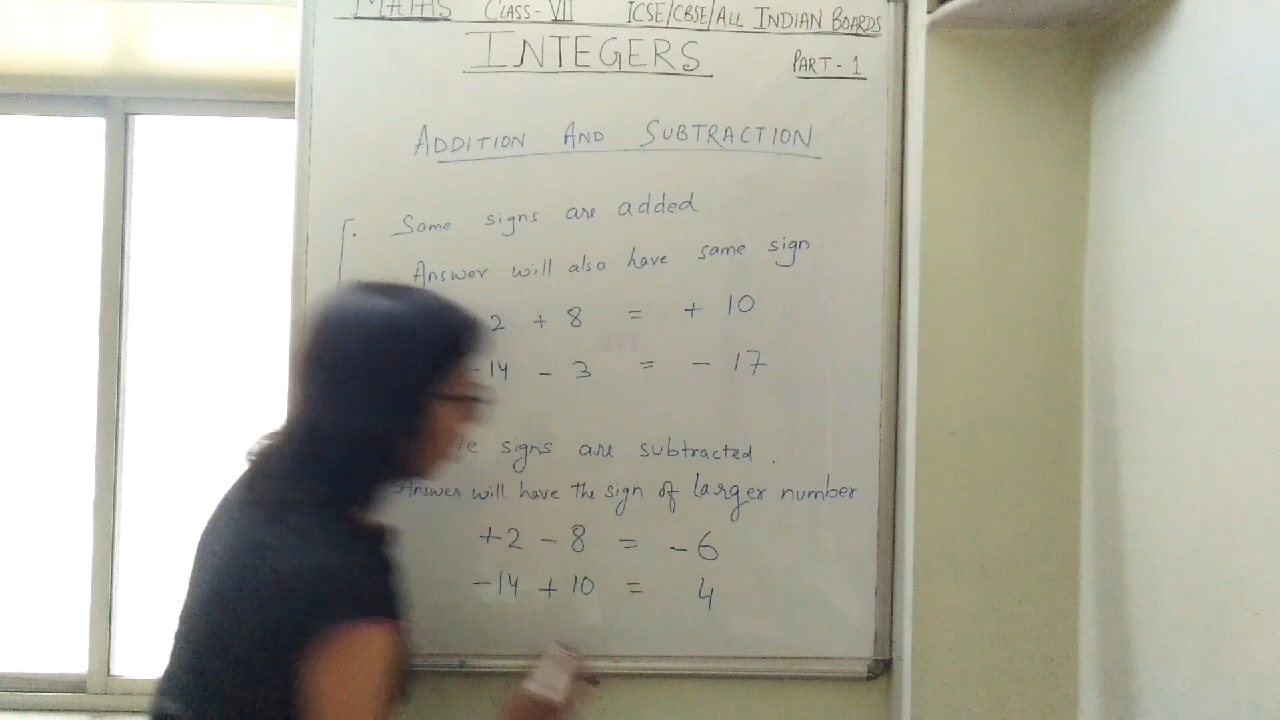 MATHS CLASS-VII ICSE/CBSE/ALL INDIAN BOARDS
INTEGERS
PART-1
ADDITION AND SUBTRACTION
Same signs are added.
Answer will also have same sign.
2 + 8 = + 10
-14 - 3 = - 17
signs are subtracted.
Answer will have the sign of larger number
+2 - 8 = - 6
-14 + 10 = 4